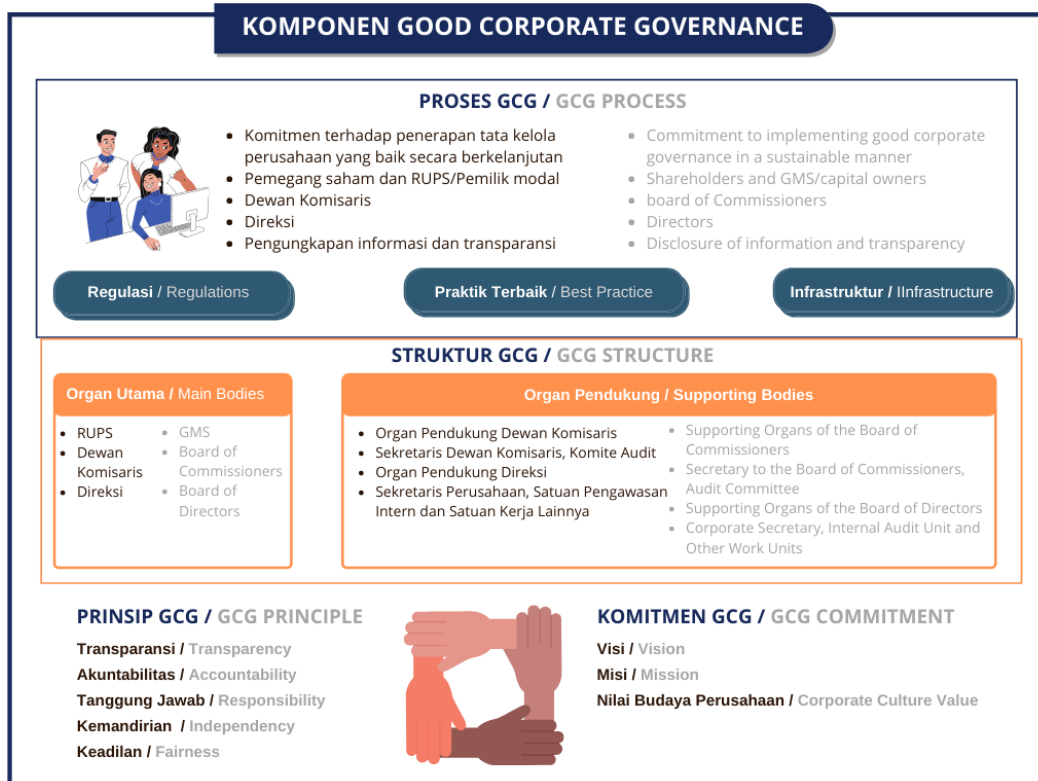 KOMPONEN GOOD CORPORATE GOVERNANCE
PROSES GCG / GCG PROCESS
• Komitmen terhadap penerapan tata kelola
perusahaan yang baik secara berkelanjutan
• Pemegang saham dan RUPS/Pemilik modal
• Dewan Komisaris
• Direksi
• Pengungkapan informasi dan transparansi
• Commitment to implementing good corporate
governance in a sustainable manner
• Shareholders and GMS/capital owners
• board of Commissioners
• Directors
• Disclosure of information and transparency
Regulasi / Regulations
Praktik Terbaik / Best Practice
Infrastruktur / IInfrastructure
STRUKTUR GCG / GCG STRUCTURE
Organ Utama / Main Bodies
• RUPS
• Dewan
Komisaris
• Direksi
• GMS
• Board of
Commissioners
• Board of
Directors
Organ Pendukung / Supporting Bodies
• Organ Pendukung Dewan Komisaris
• Sekretaris Dewan Komisaris, Komite Audit
• Organ Pendukung Direksi
• Sekretaris Perusahaan, Satuan Pengawasan
Intern dan Satuan Kerja Lainnya
• Supporting Organs of the Board of
Commissioners
• Secretary to the Board of Commissioners,
Audit Committee
• Supporting Organs of the Board of Directors
• Corporate Secretary, Internal Audit Unit and
Other Work Units
PRINSIP GCG / GCG PRINCIPLE
Transparansi / Transparency
Akuntabilitas / Accountability
Tanggung Jawab / Responsibility
Kemandirian / Independency
Keadilan / Fairness
KOMITMEN GCG / GCG COMMITMENT
Visi / Vision
Misi / Mission
Nilai Budaya Perusahaan / Corporate Culture Value